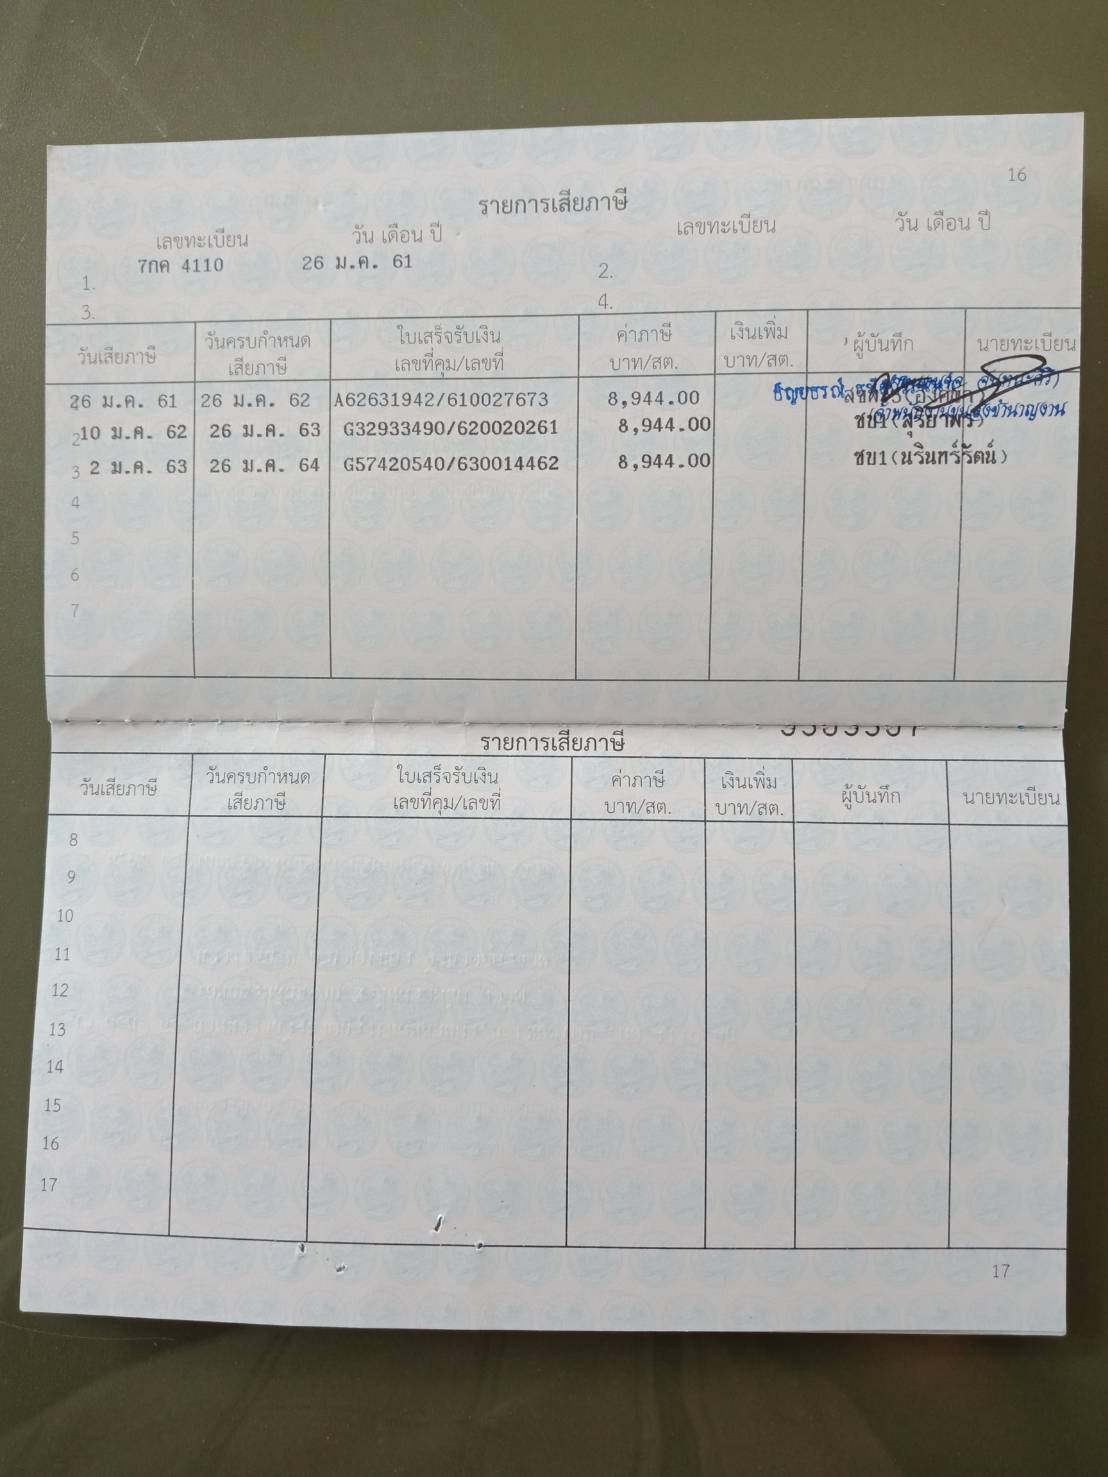 16
รายการเสียภาษี
เลขทะเบียน วัน เดือน ปี เลขทะเบียน วัน เดือน ปี
1. 7กค 4110 26 ม.ค. 61 2.
3. 4.
วันเสียภาษี วันครบกำหนดเสียภาษี ใบเสร็จรับเงิน เลขที่คุม/เลขที่ ค่าภาษี บาท/สต. เงินเพิ่ม บาท/สต. ผู้บันทึก นายทะเบียน
26 ม.ค. 61 26 ม.ค. 62 A62631942/610027673 8,944.00
2 10 ม.ค. 62 26 ม.ค. 63 G32933490/620020261 8,944.00 ชบ1(สุรียาพร)
3 2 ม.ค. 63 26 ม.ค. 64 G57420540/630014462 8,944.00 ชบ1(นรินทร์รัตน์)
4
5
6
7
รายการเสียภาษี
วันเสียภาษี วันครบกำหนดเสียภาษี ใบเสร็จรับเงิน เลขที่คุม/เลขที่ ค่าภาษี บาท/สต. เงินเพิ่ม บาท/สต. ผู้บันทึก นายทะเบียน
8
9
10
11
12
13
14
15
16
17
17